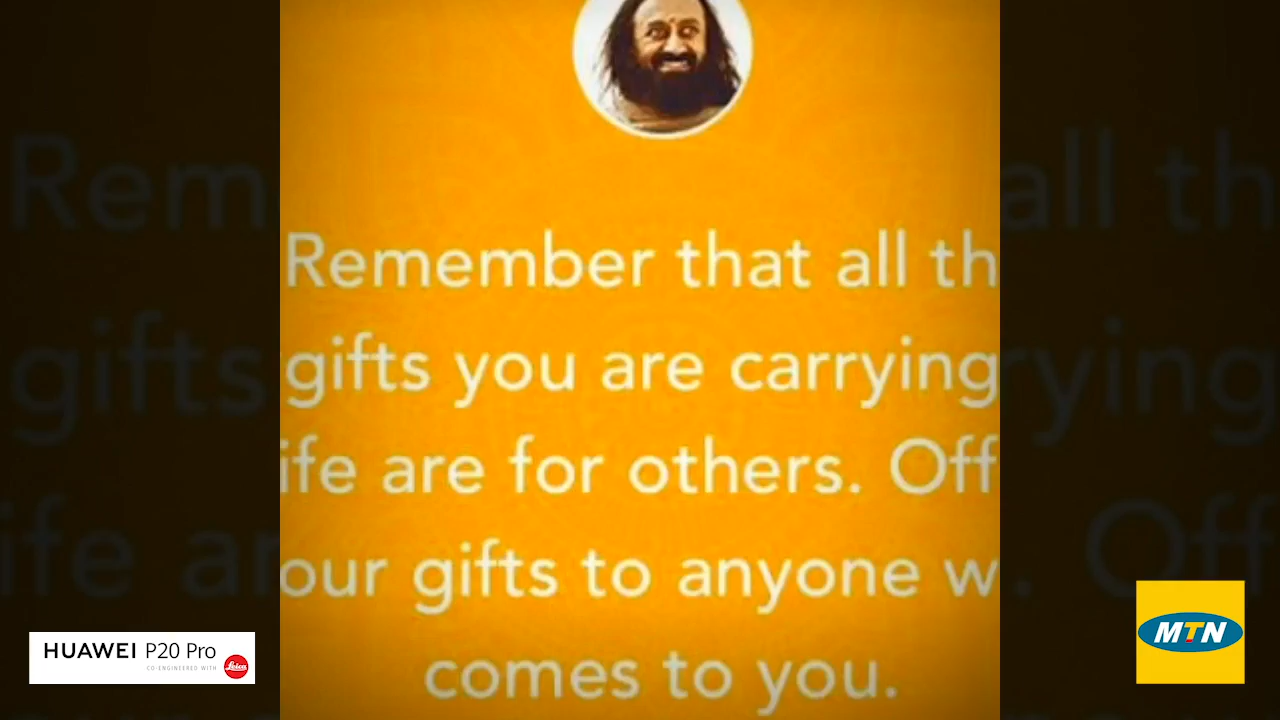 Remember that all th
gifts you are carrying
ife are for others. Off
our gifts to anyone w
comes to you.
HUAWEI P20 Pro
CO-ENGINEERED WITH
Leica
MTN